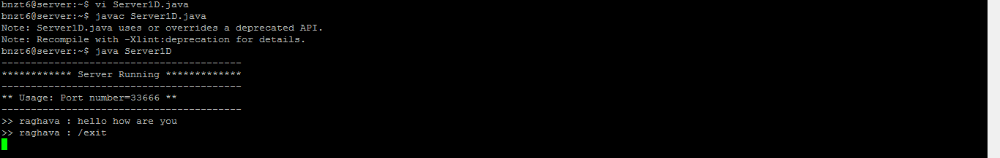 bnzt6@server:~$ vi Server1D.java
bnzt6@server:~$ javac Server1D.java
Note: Server1D.java uses or overrides a deprecated API.
Note: Recompile with -Xlint:deprecation for details.
bnzt6@server:~$ java Server1D
-----------------------------------------
************ Server Running *************
-----------------------------------------
** Usage: Port number=33666 **
-----------------------------------------
>> raghava : hello how are you
>> raghava : /exit